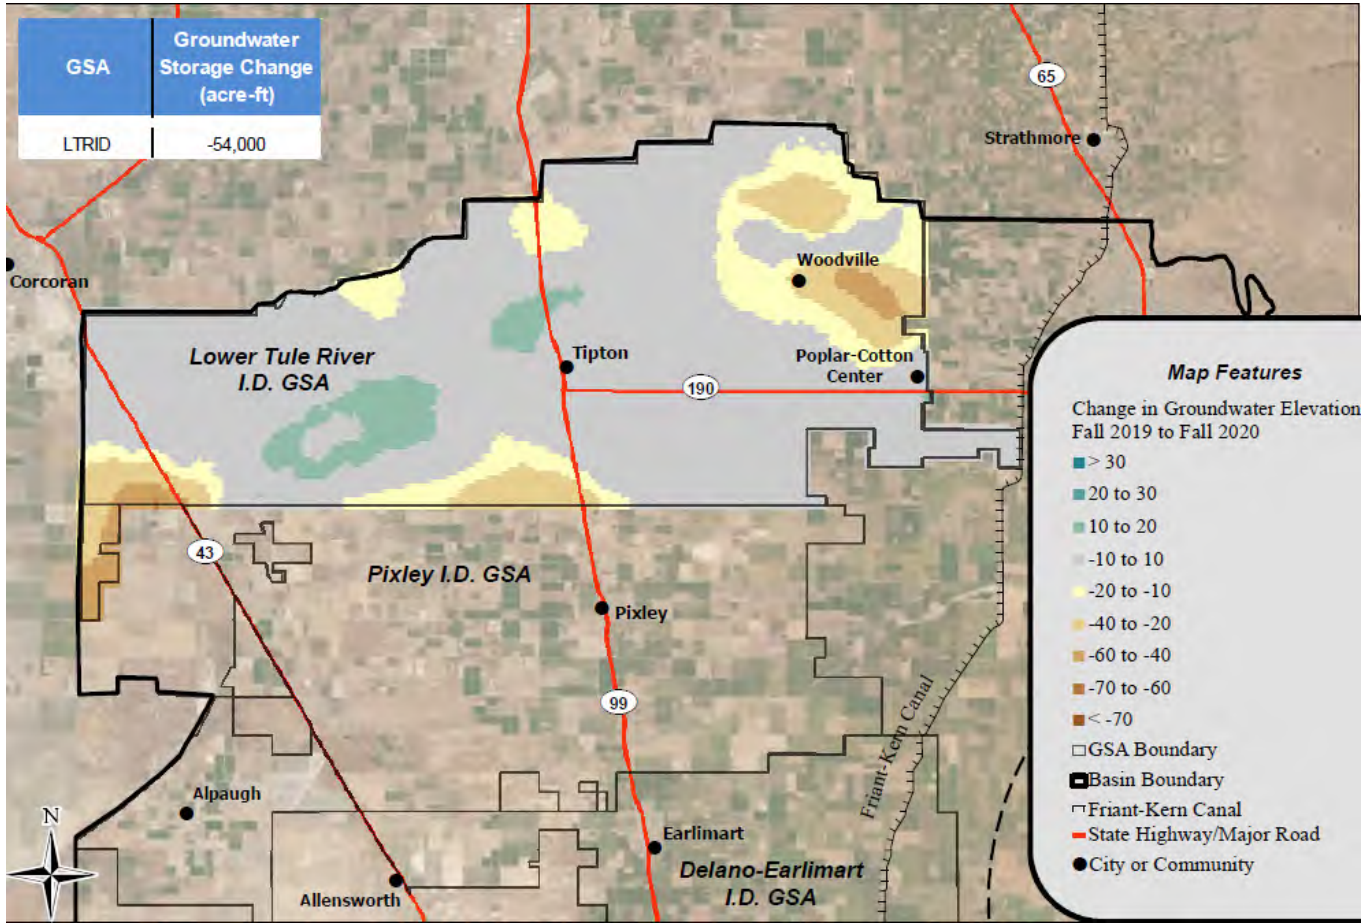 GSA
Groundwater
Storage Change
(acre-ft)
LTRID
-54,000
65
Strathmore
Corcoran
Woodville
Lower Tule River
I.D. GSA
Tipton
Poplar-Cotton
Center
190
43
Pixley I.D. GSA
Pixley
99
Friant-Kern Canal
Alpaugh
N
Earlimart
Delano-Earlimart
I.D. GSA
Allensworth
Map Features
Change in Groundwater Elevation
Fall 2019 to Fall 2020
> 30
20 to 30
10 to 20
-10 to 10
-20 to -10
-40 to -20
-60 to -40
-70 to -60
< -70
GSA Boundary
Basin Boundary
Friant-Kern Canal
State Highway/Major Road
City or Community